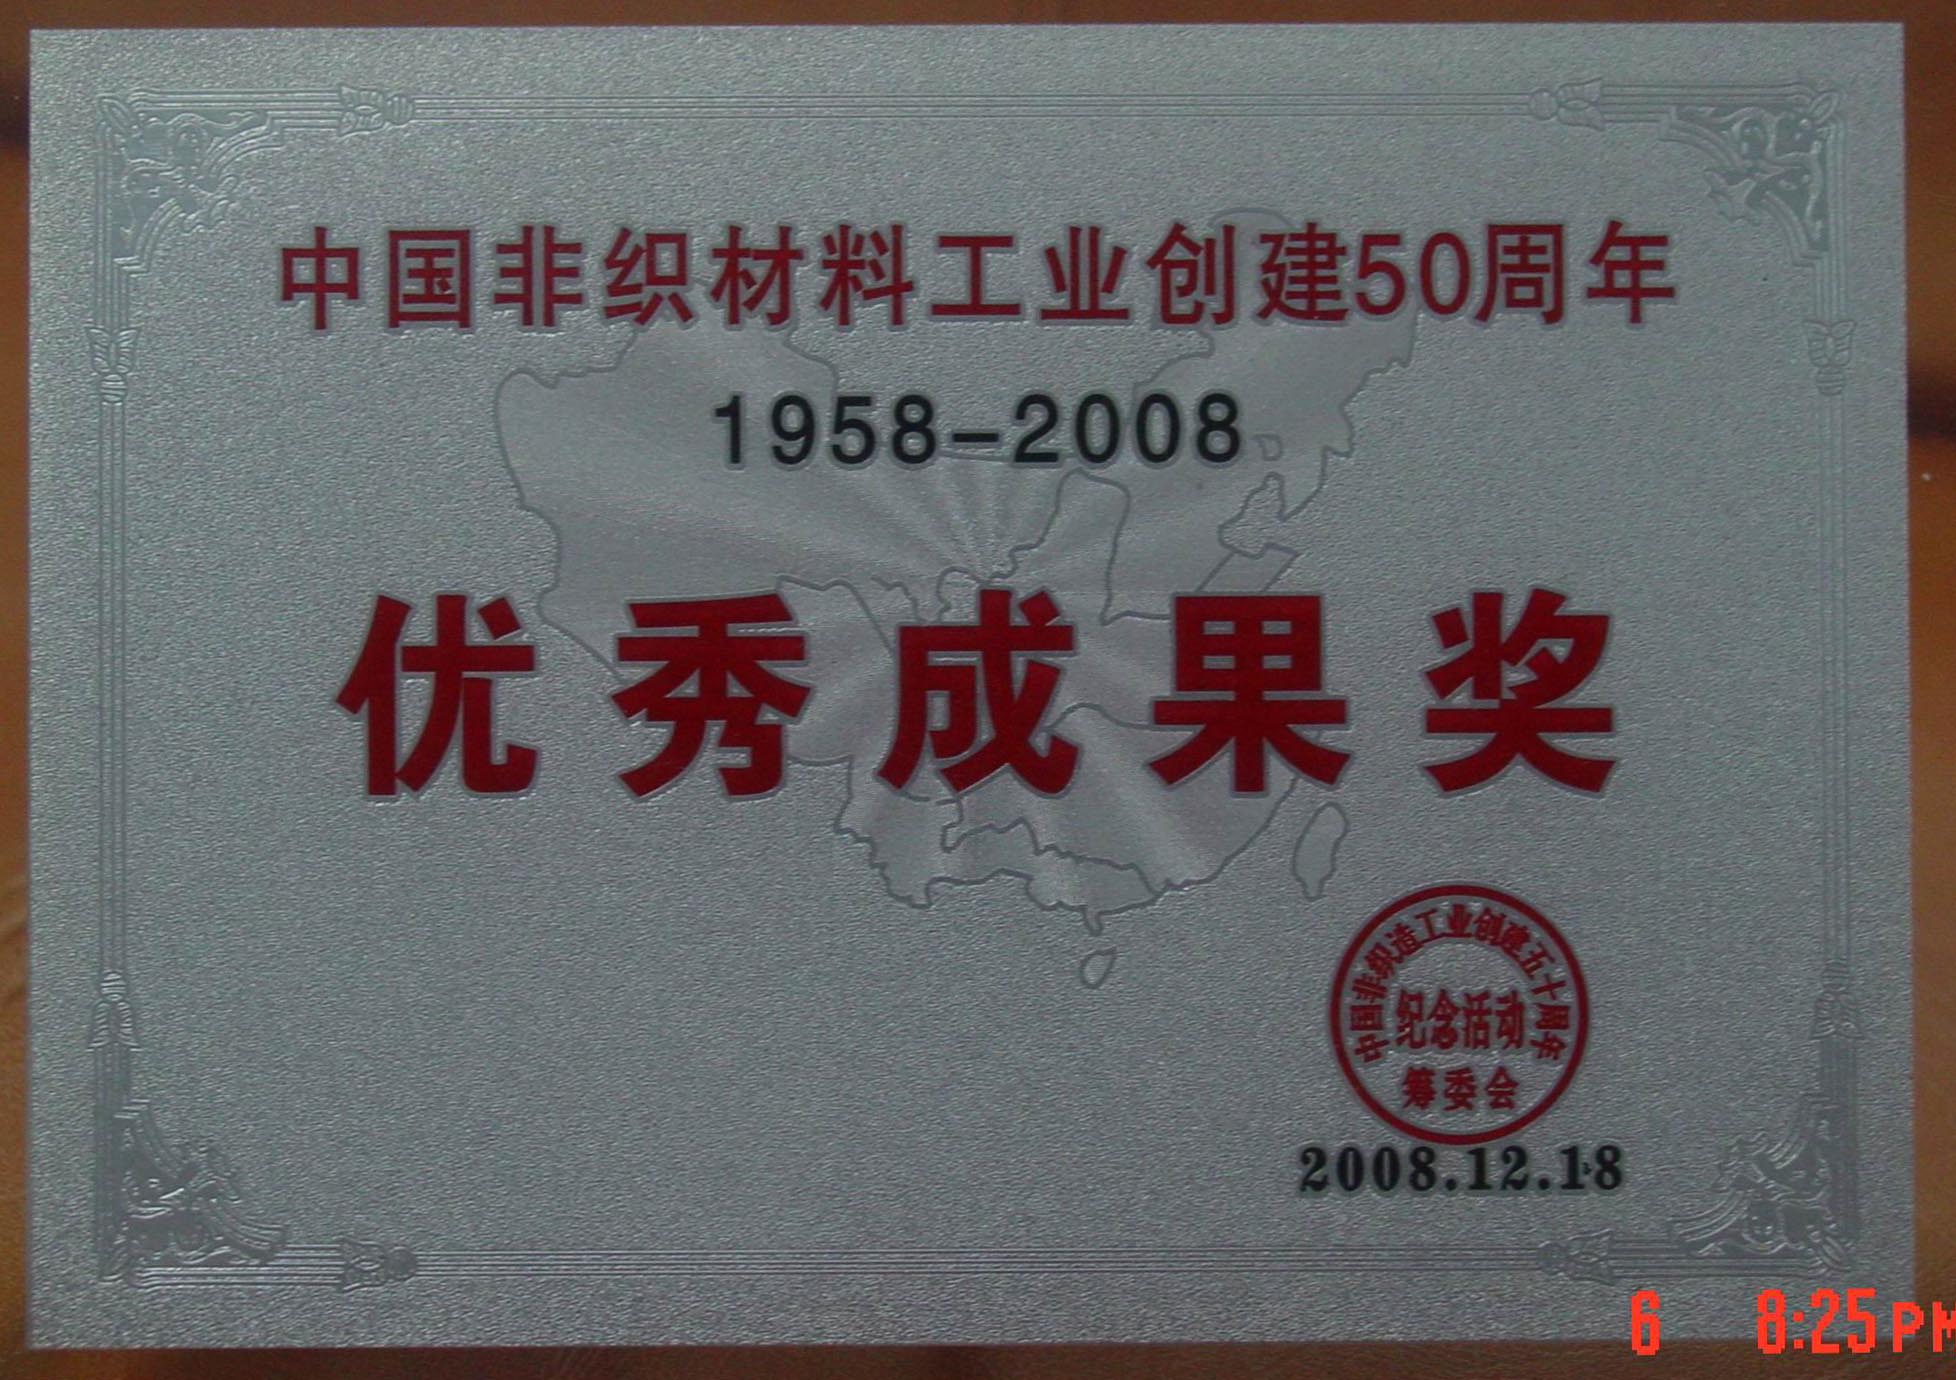 中国非织材料工业创建50周年
1958-2008
优秀成果奖
中国非织造工业创建五十周年
纪念活动
筹委会
2008.12.18
6 8:25PM